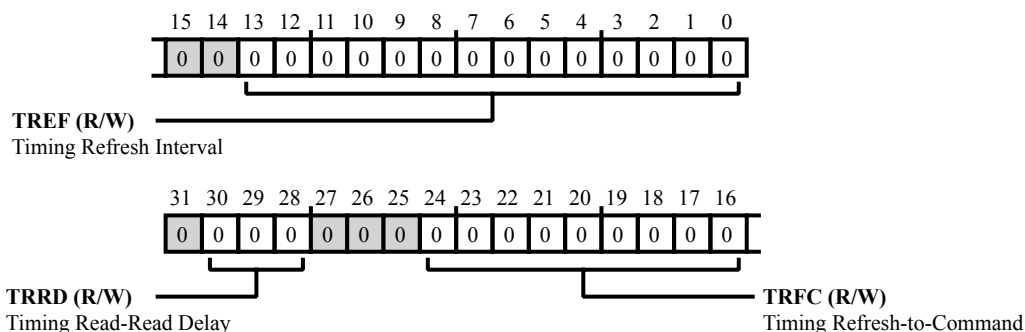 15 14 13 12 11 10 9 8 7 6 5 4 3 2 1 0
0 0 0 0 0 0 0 0 0 0 0 0 0 0 0 0
TREF (R/W)
Timing Refresh Interval
31 30 29 28 27 26 25 24 23 22 21 20 19 18 17 16
0 0 0 0 0 0 0 0 0 0 0 0 0 0 0 0
TRRD (R/W)
Timing Read-Read Delay
TRFC (R/W)
Timing Refresh-to-Command